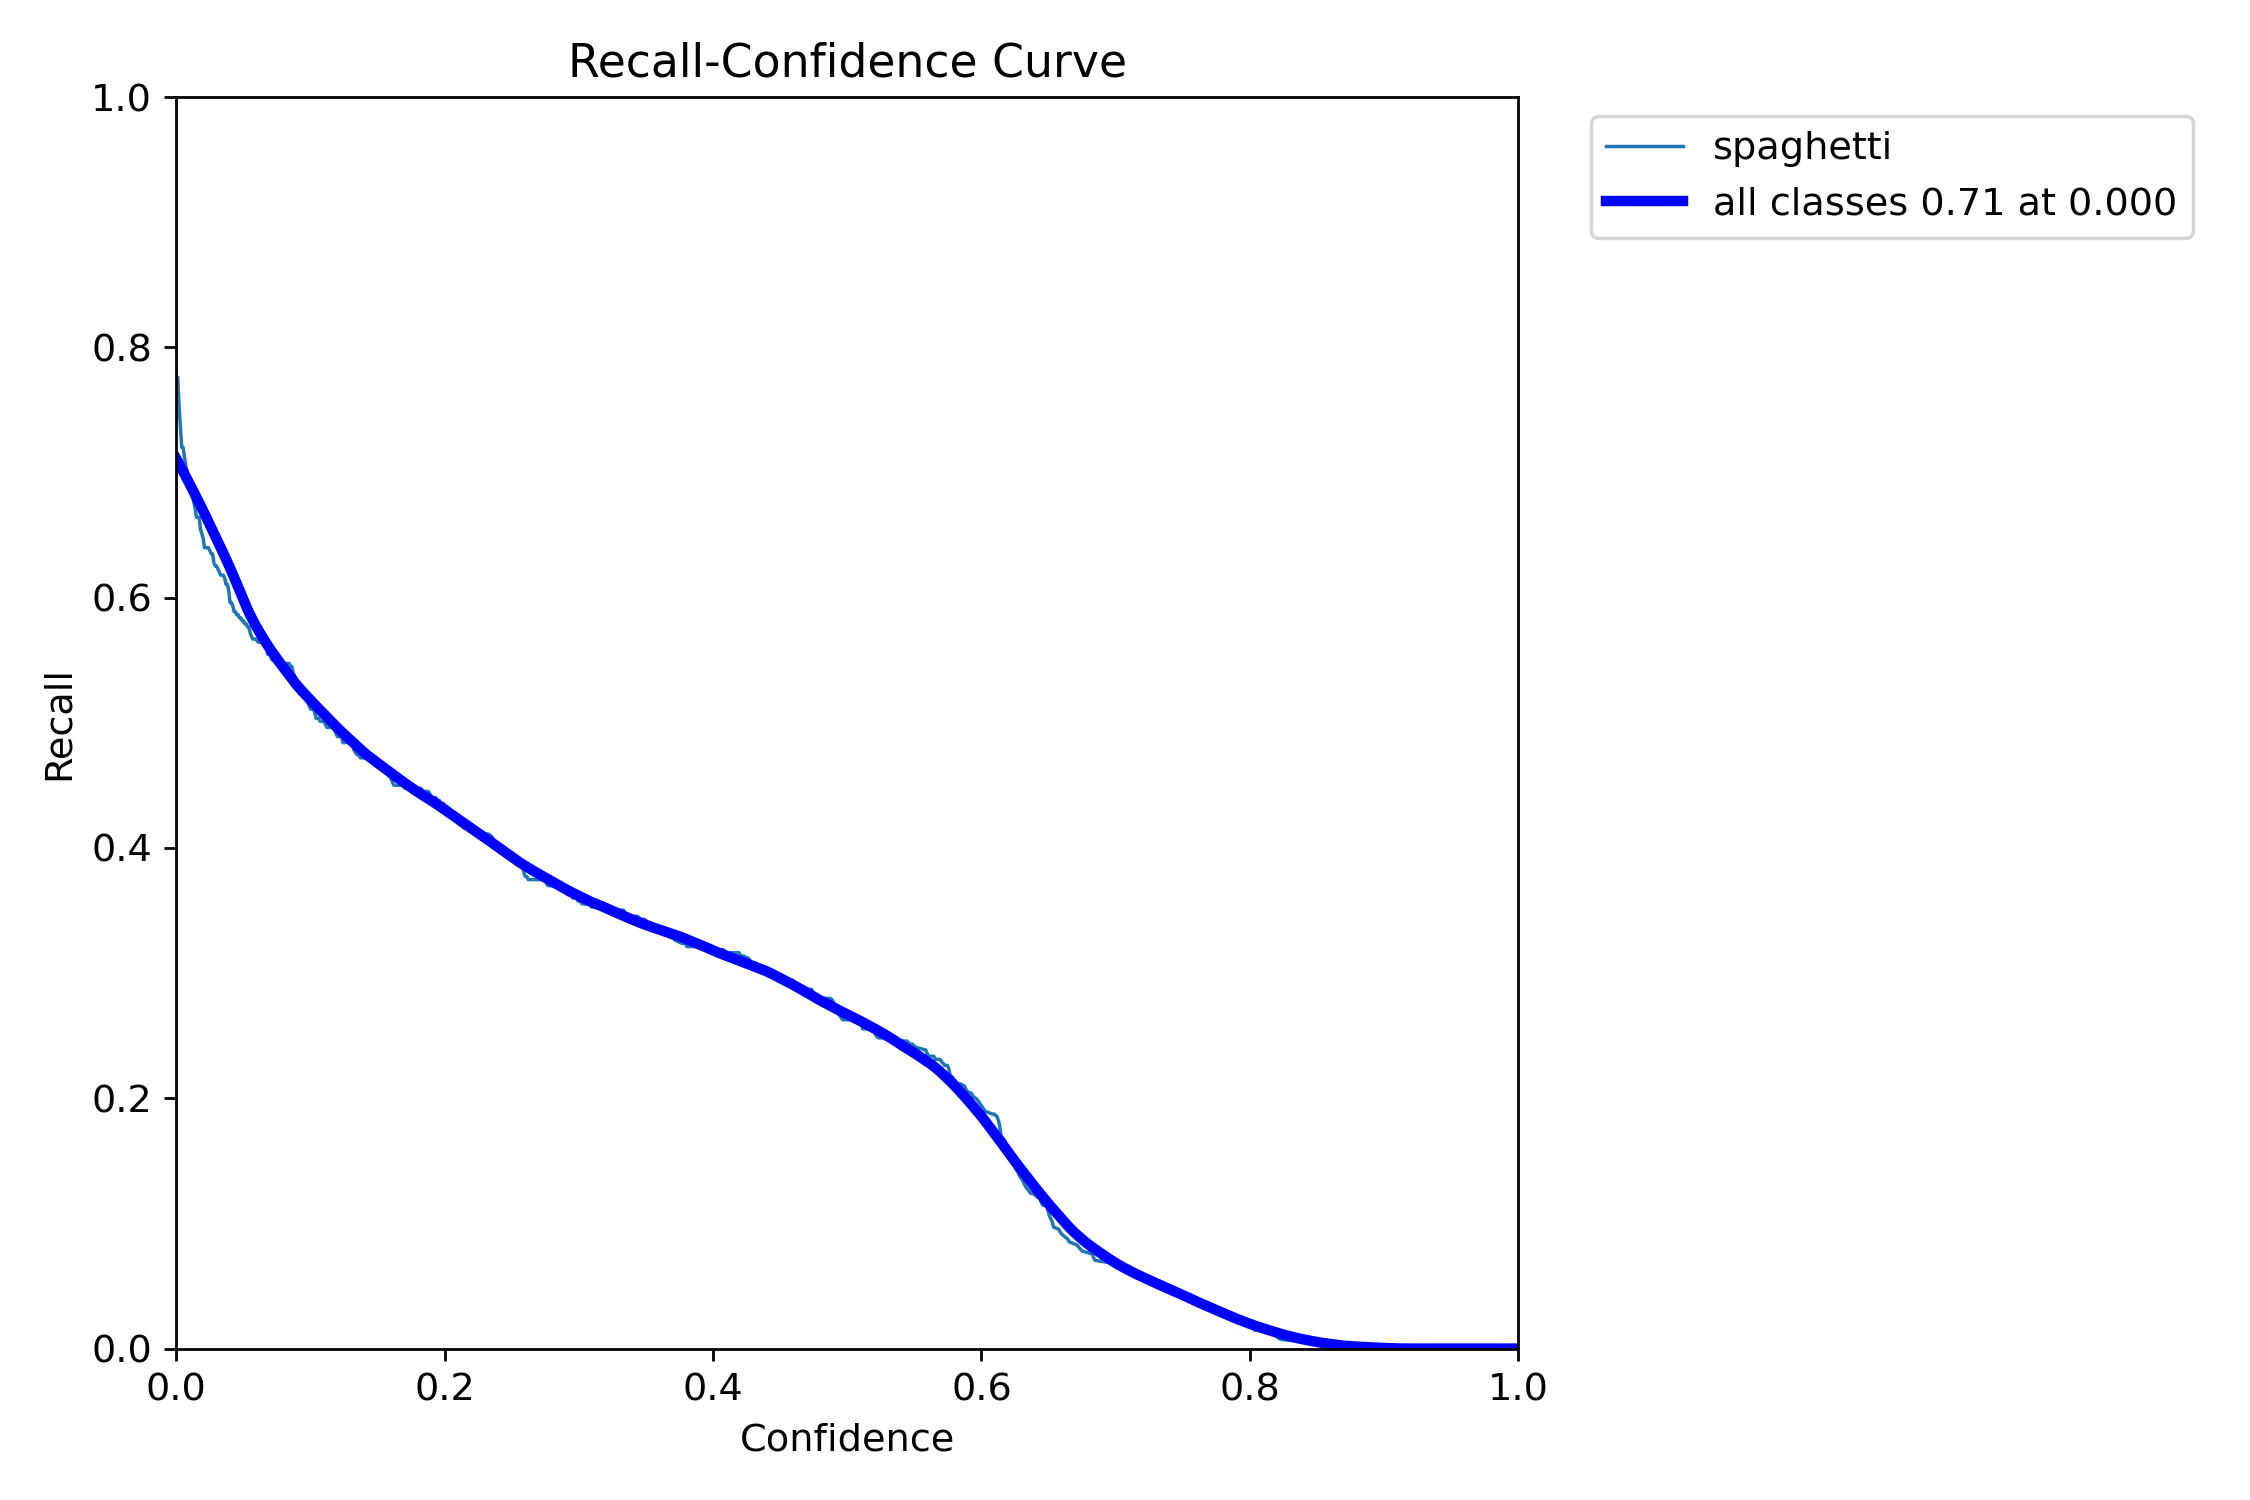 Recall-Confidence Curve
1.0
0.8
0.6
0.4
0.2
0.0
Recall
0.0 0.2 0.4 0.6 0.8 1.0
Confidence
spaghetti
all classes 0.71 at 0.000